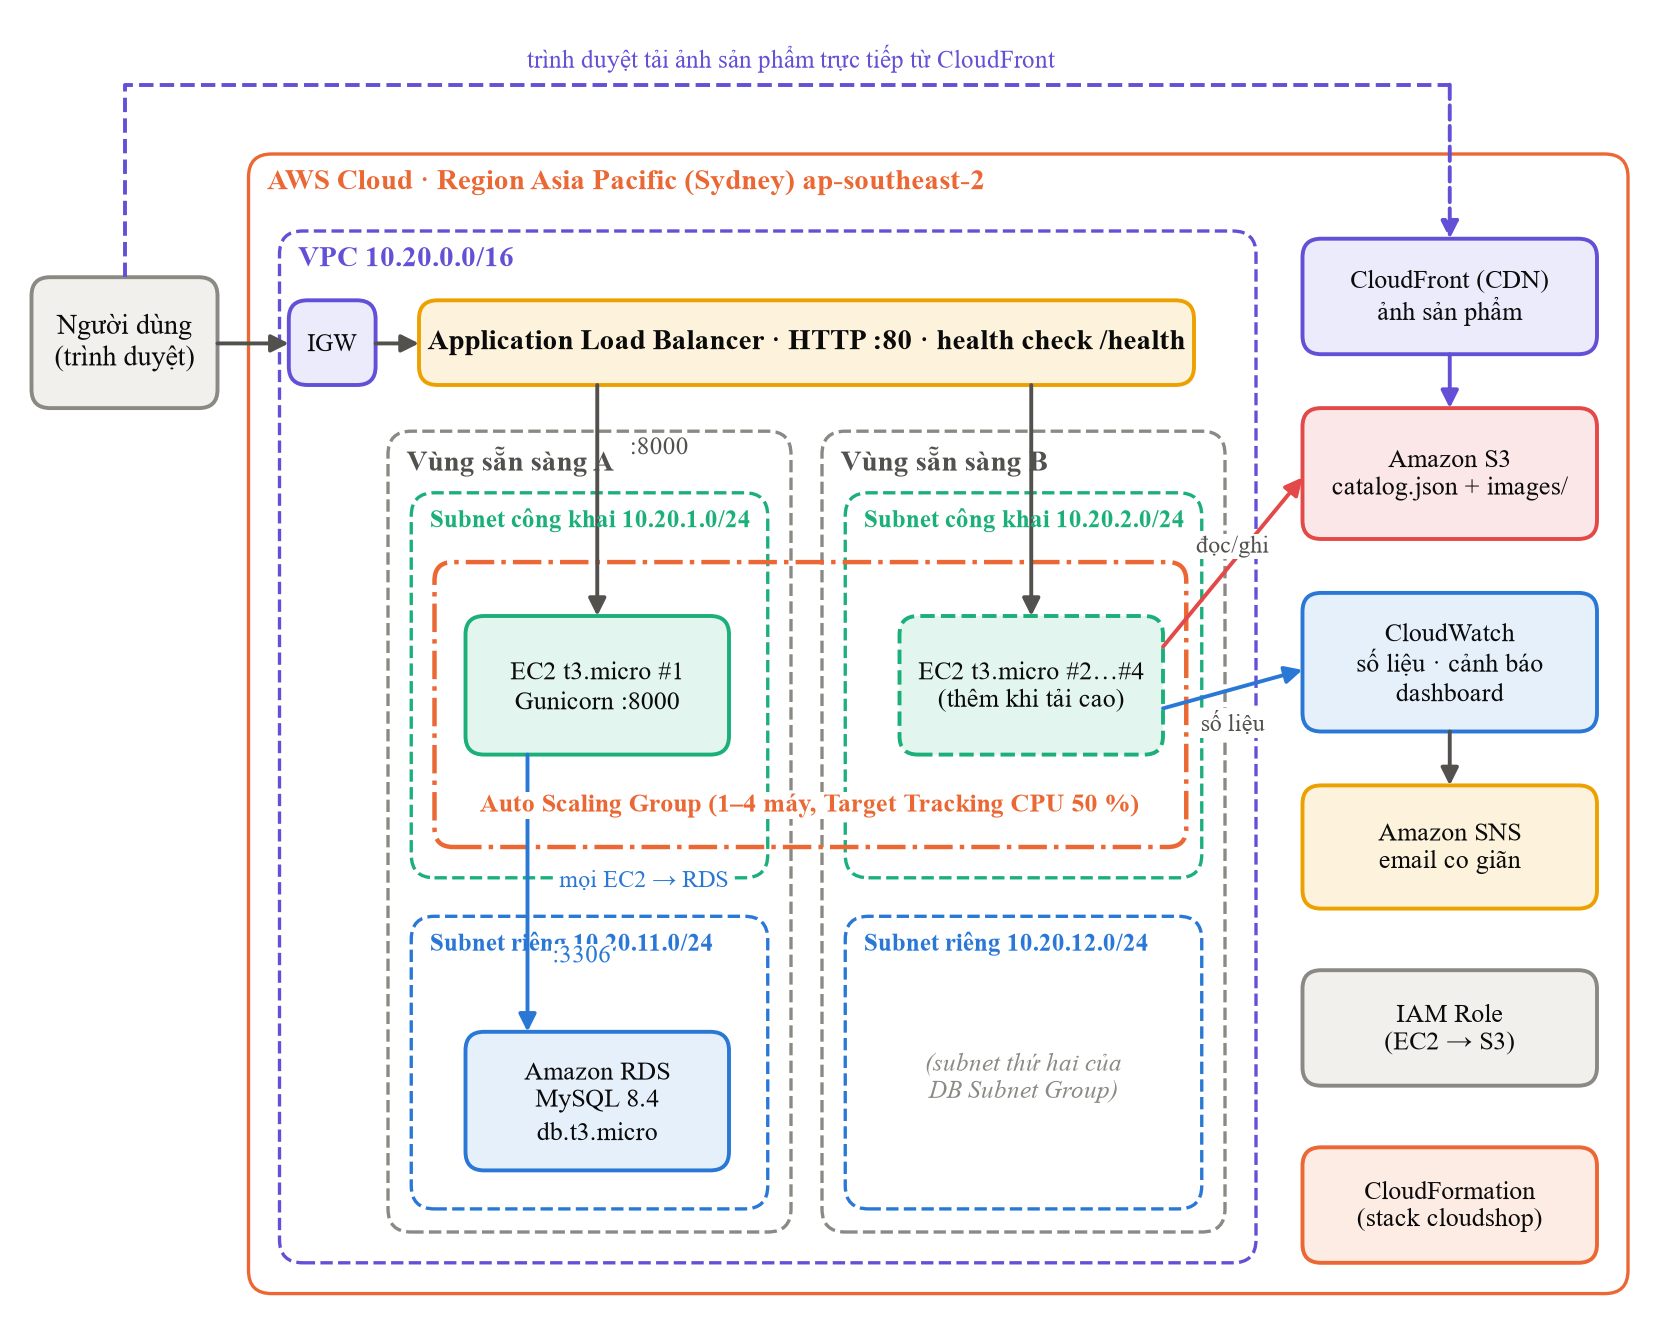 trình duyệt tải ảnh sản phẩm trực tiếp từ CloudFront
AWS Cloud · Region Asia Pacific (Sydney) ap-southeast-2
VPC 10.20.0.0/16
Người dùng
(trình duyệt)
IGW
Application Load Balancer · HTTP :80 · health check /health
CloudFront (CDN)
ảnh sản phẩm
:8000
Vùng sẵn sàng A
Vùng sẵn sàng B
Amazon S3
catalog.json + images/
Subnet công khai 10.20.1.0/24
Subnet công khai 10.20.2.0/24
đọc/ghi
EC2 t3.micro #1
Gunicorn :8000
EC2 t3.micro #2…#4
(thêm khi tải cao)
CloudWatch
số liệu · cảnh báo
dashboard
số liệu
Auto Scaling Group (1–4 máy, Target Tracking CPU 50 %)
Amazon SNS
email co giãn
mọi EC2 → RDS
Subnet riêng 10.20.11.0/24
:3306
Subnet riêng 10.20.12.0/24
IAM Role
(EC2 → S3)
Amazon RDS
MySQL 8.4
db.t3.micro
(subnet thứ hai của
DB Subnet Group)
CloudFormation
(stack cloudshop)